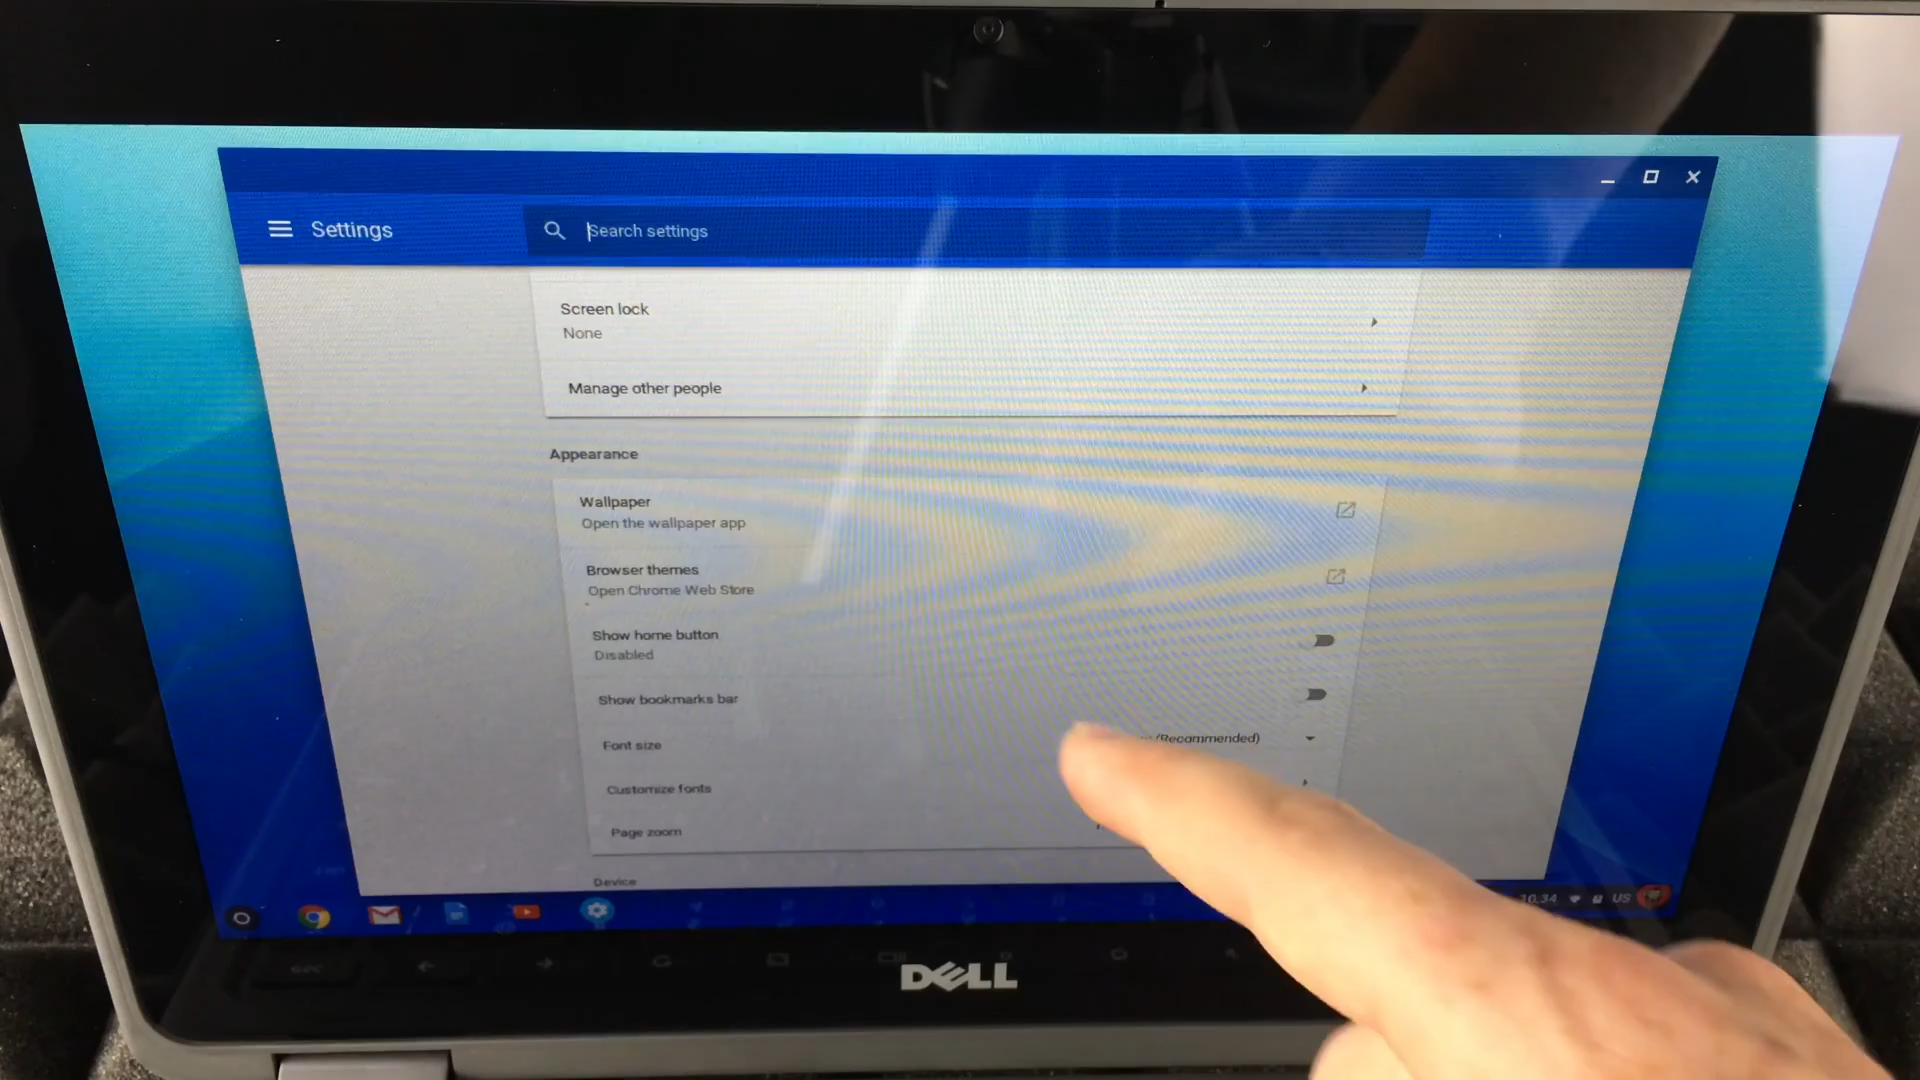 Settings
Search settings
Screen lock
None
Manage other people
Appearance
Wallpaper
Open the wallpaper app
Browser themes
Open Chrome Web Store
Show home button
Disabled
Show bookmarks bar
Font size
(Recommended)
Customize fonts
Page zoom
Device
10:34 US
DELL